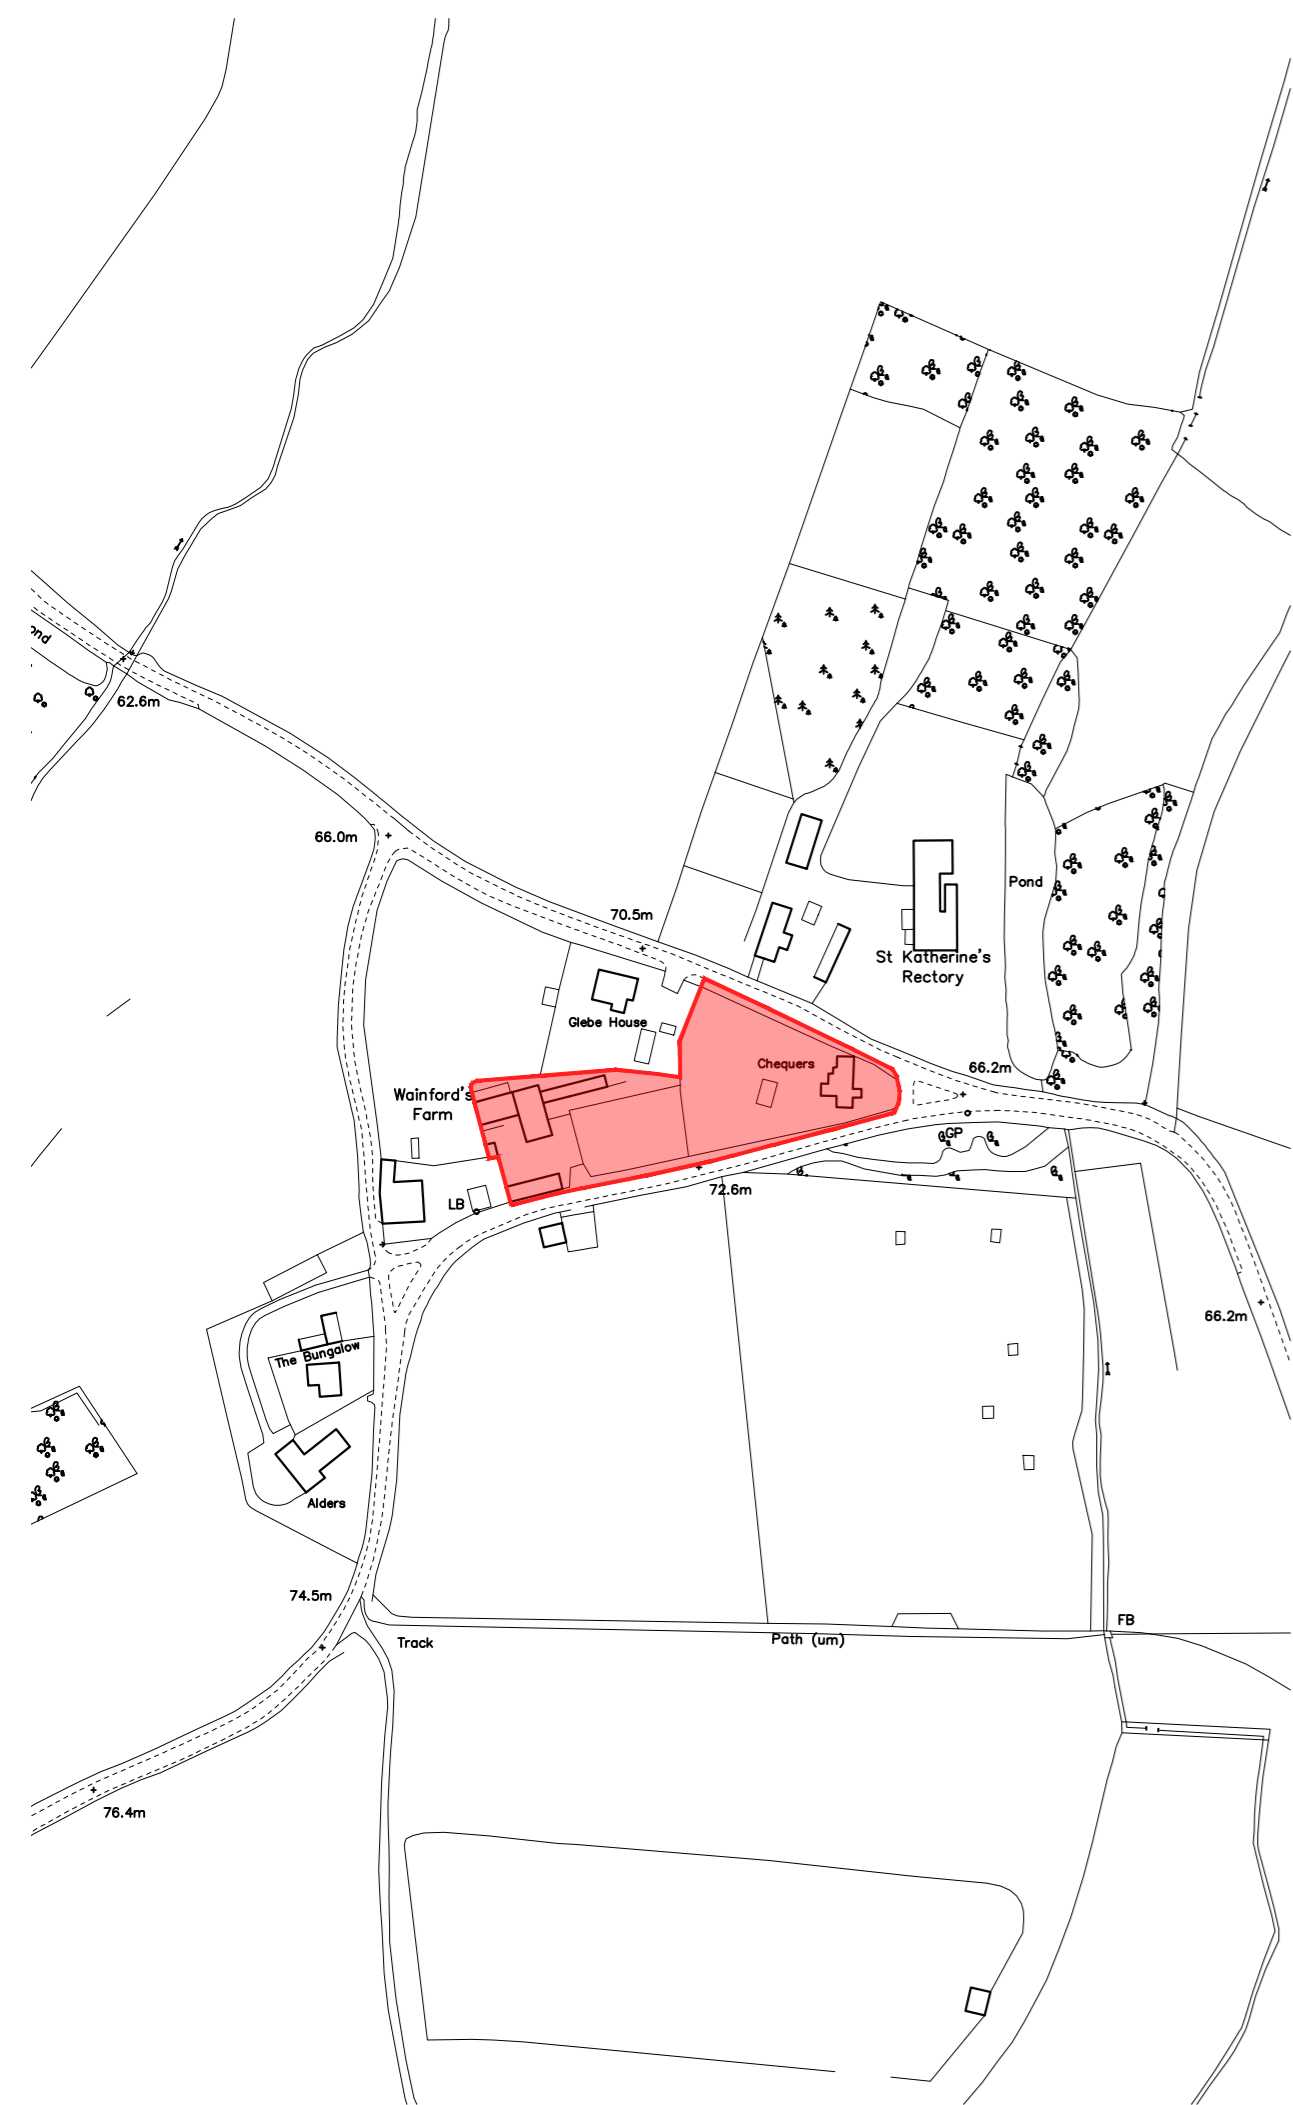 ond
62.6m
66.0m
70.5m
Pond
St Katherine's
Rectory
Glebe House
Chequers
66.2m
Wainford's
Farm
GP
72.6m
LB
66.2m
The Bungalow
Alders
74.5m
FB
Track
Path (um)
76.4m